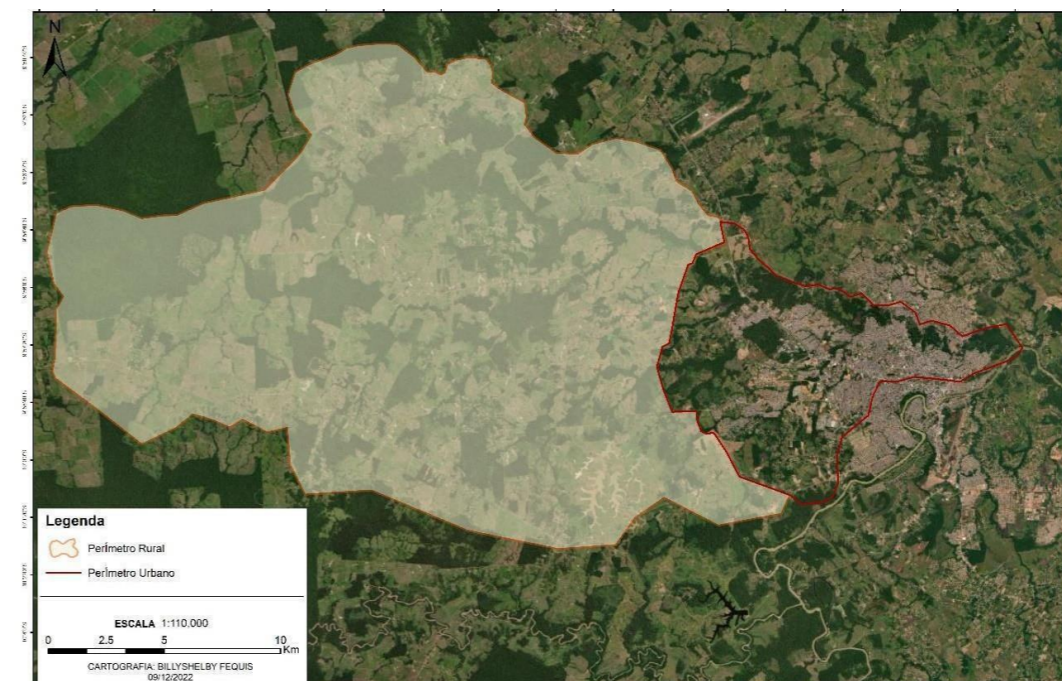 N
Legenda
Perímetro Rural
Perímetro Urbano
ESCALA 1:110.000
0 2.5 5 10
Km
CARTOGRAFIA: BILLYSHELBY FEQUIS
09/12/2022